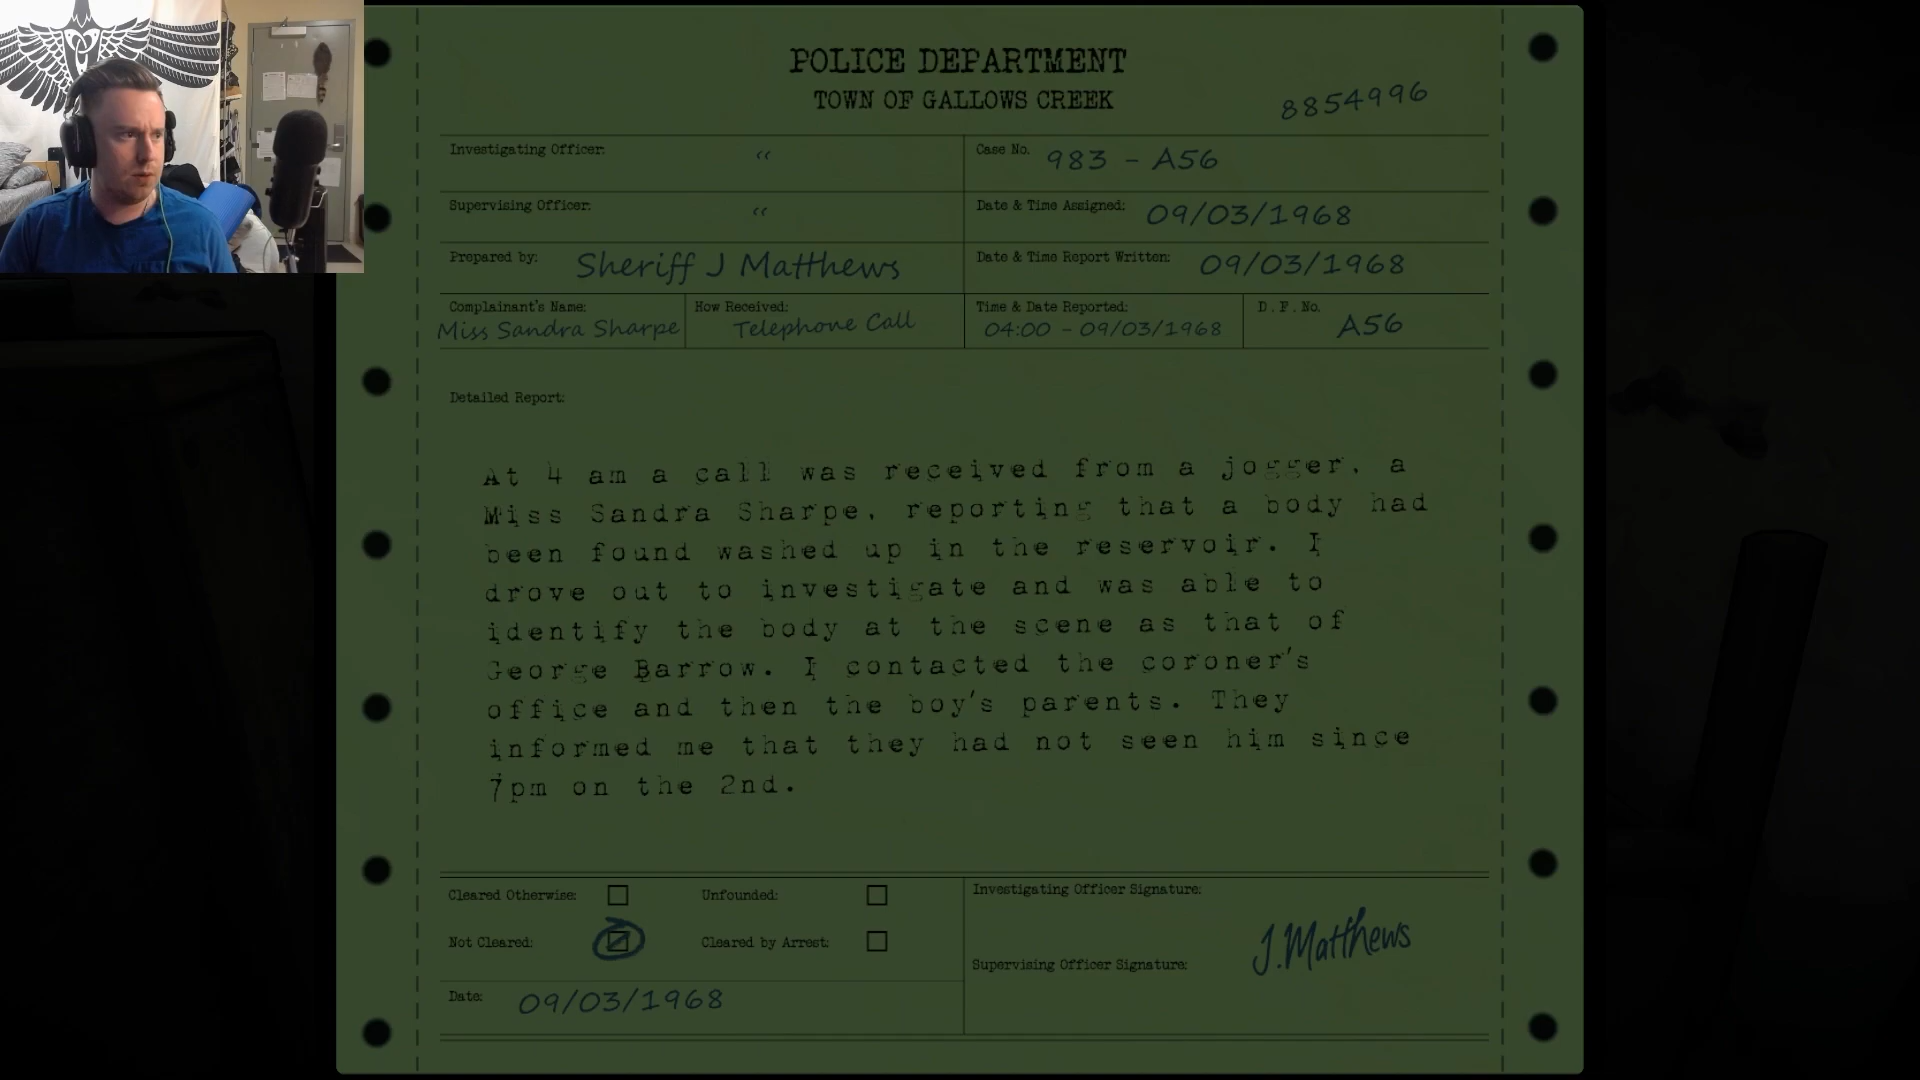 POLICE DEPARTMENT
TOWN OF GALLOWS CREEK
8854996
Investigating Officer: "
Case No. 983 - A56
Supervising Officer: "
Date & Time Assigned: 09/03/1968
Prepared by: Sheriff J Matthews
Date & Time Report Written: 09/03/1968
Complainant's Name: Miss Sandra Sharpe
How Received: Telephone Call
Time & Date Reported: 04:00 - 09/03/1968
D.F.No. A56
Detailed Report:
At 4 am a call was received from a jogger, a
Miss Sandra Sharpe, reporting that a body had
been found washed up in the reservoir. I
drove out to investigate and was able to
identify the body at the scene as that of
George Barrow. I contacted the coroner's
office and then the boy's parents. They
informed me that they had not seen him since
7pm on the 2nd.
Cleared Otherwise:
Unfounded:
Investigating Officer Signature:
Not Cleared:
Cleared by Arrest:
J.Matthews
Supervising Officer Signature:
Date: 09/03/1968